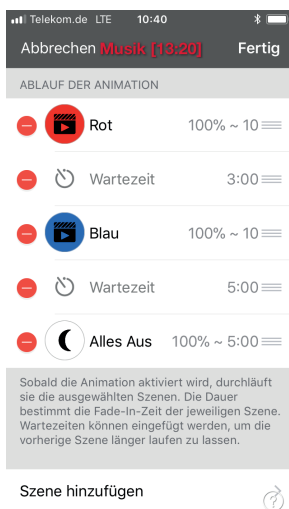 Telekom.de LTE 10:40
Abbrechen Musik [13:20] Fertig
ABLAUF DER ANIMATION
Rot 100% ~ 10
Wartezeit 3:00
Blau 100% ~ 10
Wartezeit 5:00
Alles Aus 100% ~ 5:00
Sobald die Animation aktiviert wird, durchläuft
sie die ausgewählten Szenen. Die Dauer
bestimmt die Fade-In-Zeit der jeweiligen Szene.
Wartezeiten können eingefügt werden, um die
vorherige Szene länger laufen zu lassen.
Szene hinzufügen